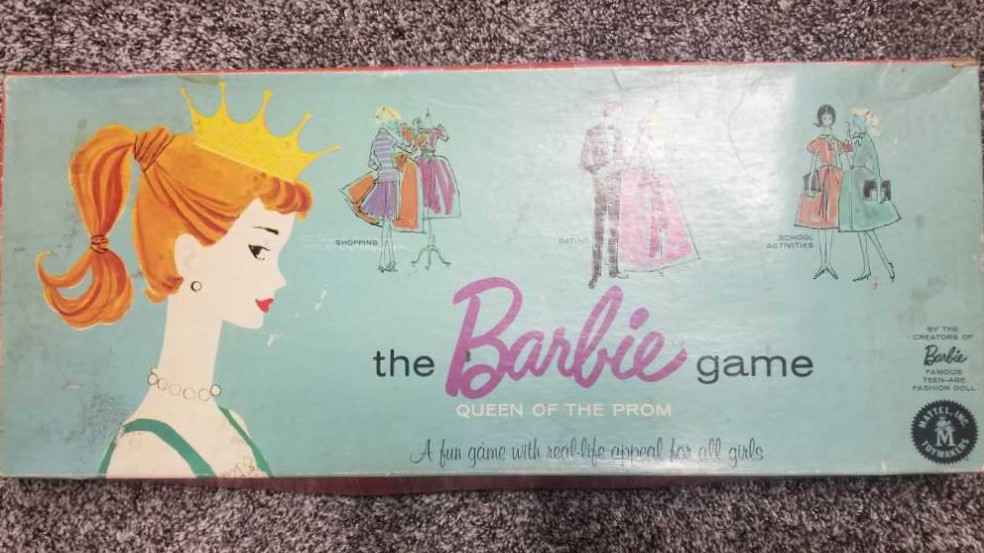 SHOPPING
DATING
SCHOOL
ACTIVITIES
the Barbie game
QUEEN OF THE PROM
A fun game with real-life appeal for all girls
BY THE
CREATORS OF
Barbie
FAMOUS
TEEN-AGE
FASHION DOLL
MATTEL, INC.
M
TOYMAKERS